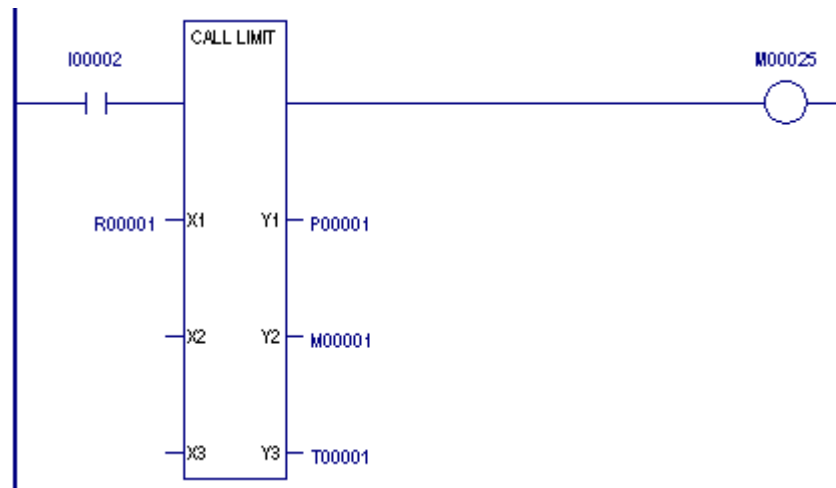 CALL LIMIT
I00002
M00025
R00001 X1 Y1 P00001
X2 Y2 M00001
X3 Y3 T00001